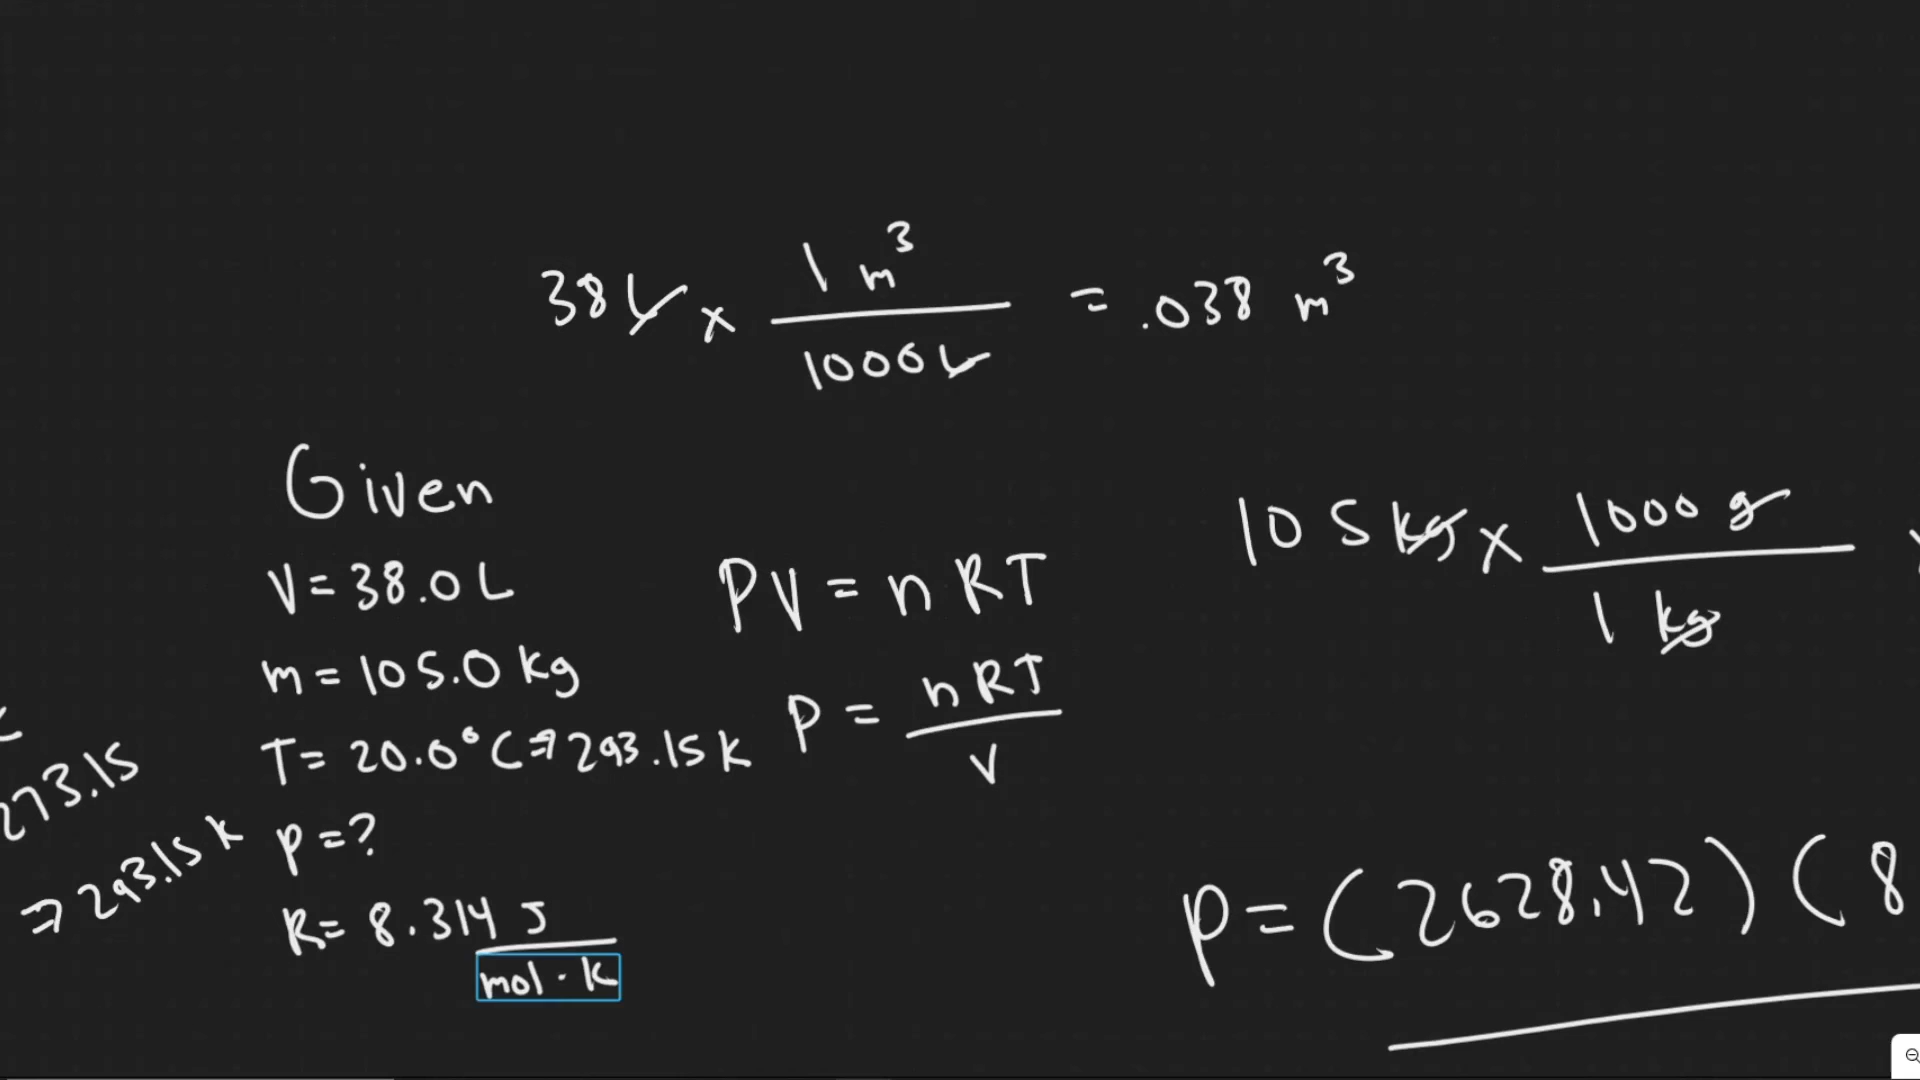 38 L x 1 m³ / 1000 L = .038 m³
Given
V = 38.0 L
m = 105.0 kg
T = 20.0°C ⇒ 293.15 K
P = ?
R = 8.314 J / mol · K
PV = nRT
P = nRT / V
105 kg x 1000 g / 1 kg
273.15
⇒ 293.15 K
P = (2628.42) ( 8